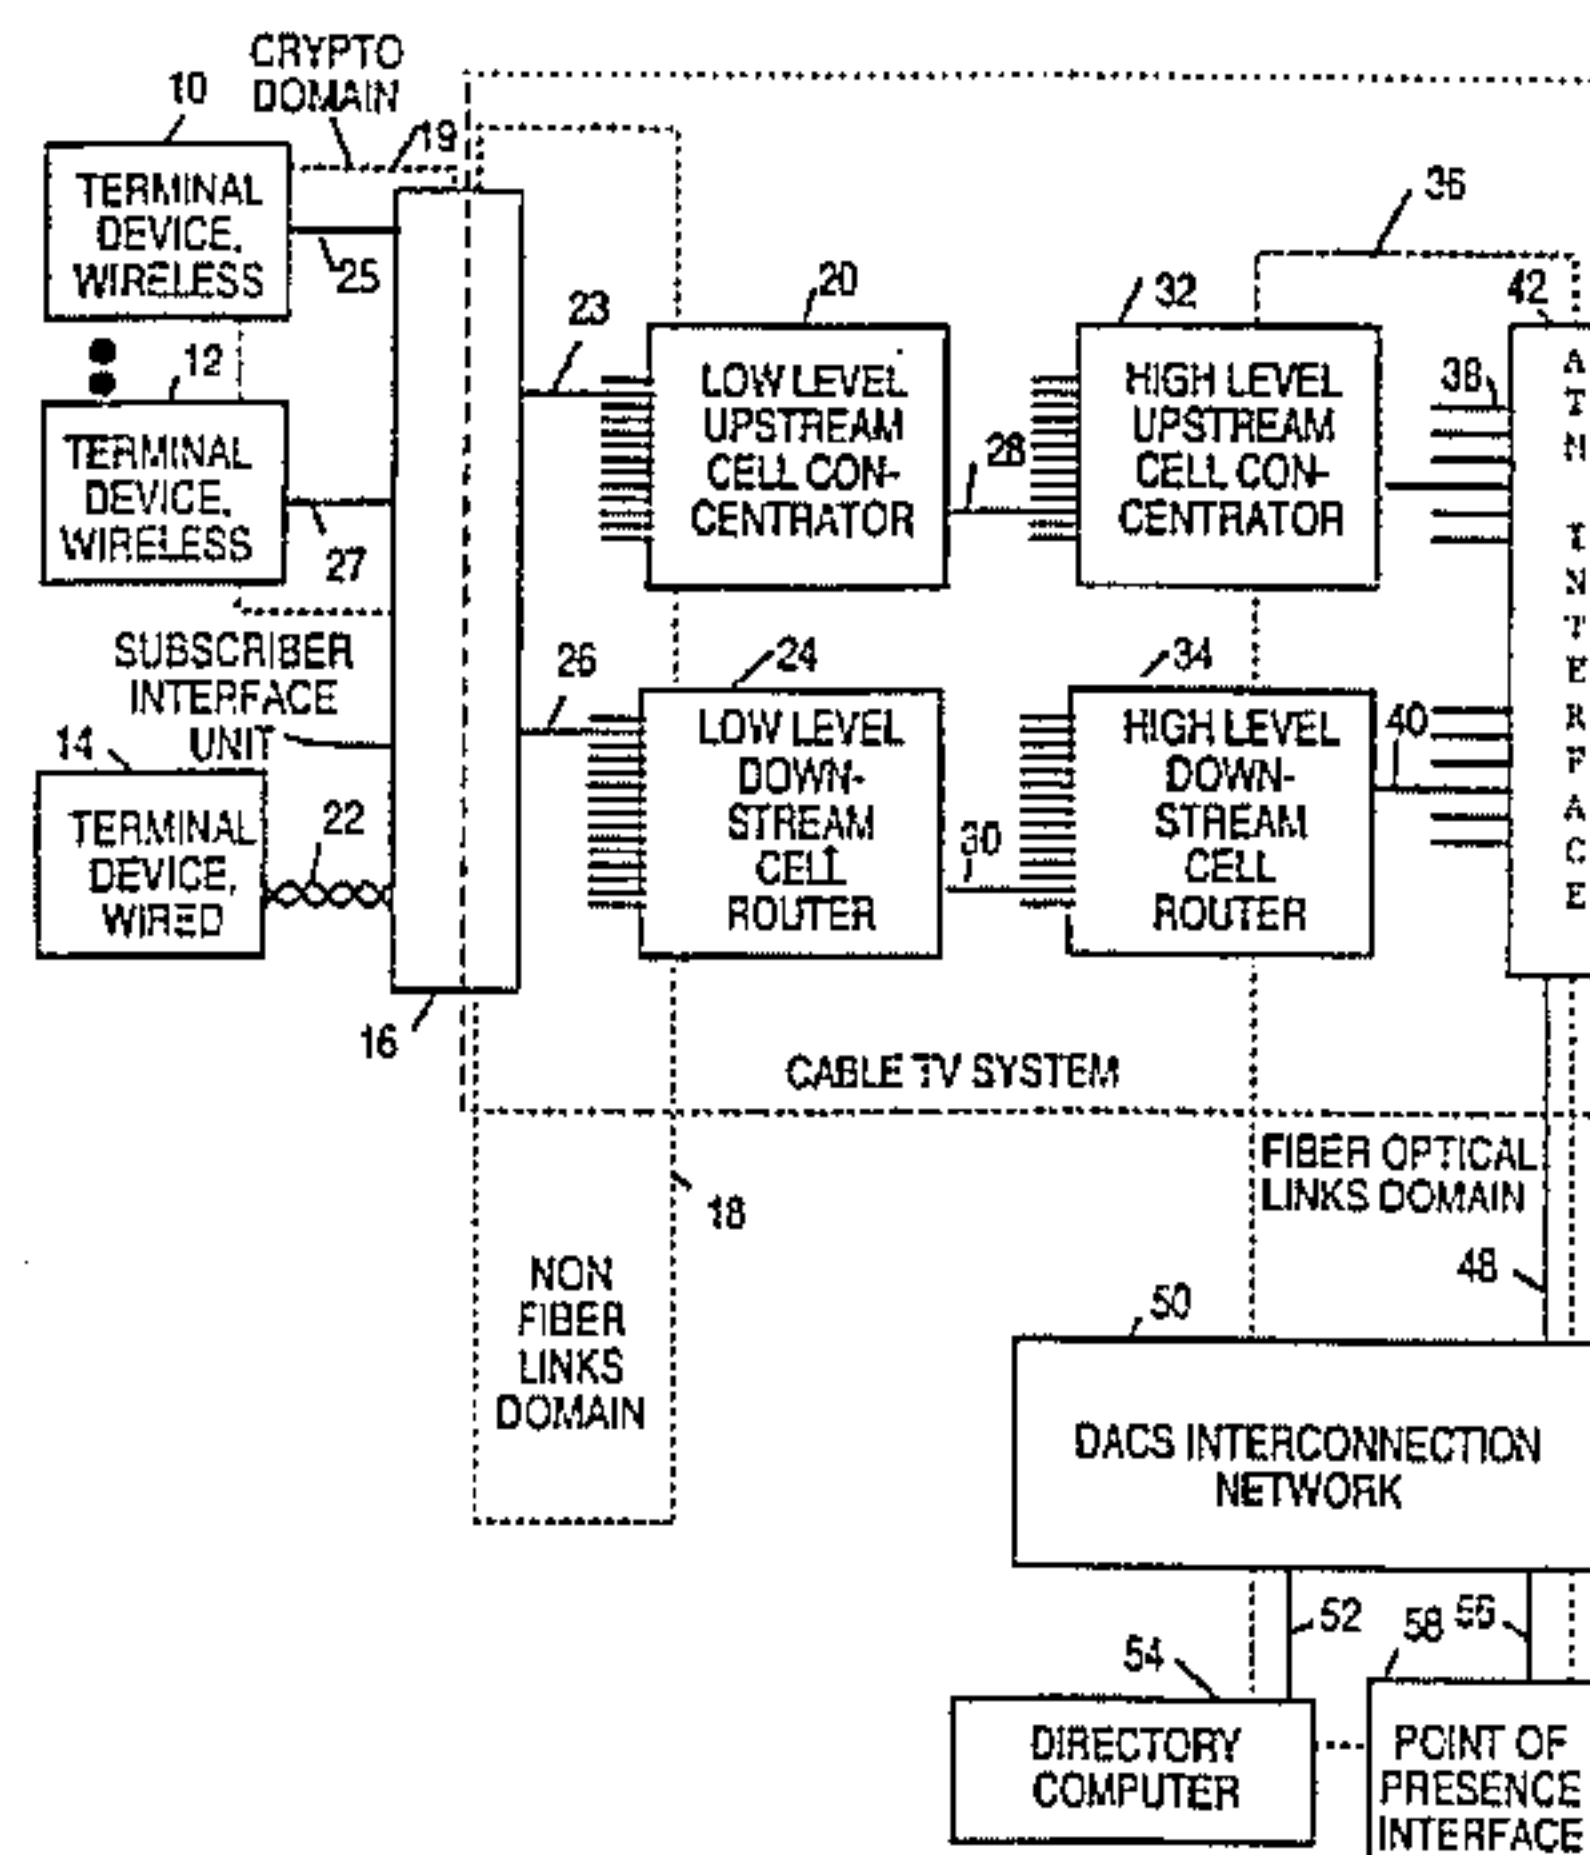 CRYPTO
DOMAIN
10
19
TERMINAL
DEVICE,
WIRELESS
25
36
20
32
42
23
12
LOW LEVEL
UPSTREAM
CELL CON-
CENTRATOR
28
HIGH LEVEL
UPSTREAM
CELL CON-
CENTRATOR
38
TERMINAL
DEVICE,
WIRELESS
27
ATM INTERFACE
SUBSCRIBER
INTERFACE
UNIT
26
24
34
14
LOW LEVEL
DOWN-
STREAM
CELL
ROUTER
30
HIGH LEVEL
DOWN-
STREAM
CELL
ROUTER
40
TERMINAL
DEVICE,
WIRED
22
16
CABLE TV SYSTEM
FIBER OPTICAL
LINKS DOMAIN
18
48
NON
FIBER
LINKS
DOMAIN
50
DACS INTERCONNECTION
NETWORK
52
58
56
54
DIRECTORY
COMPUTER
POINT OF
PRESENCE
INTERFACE